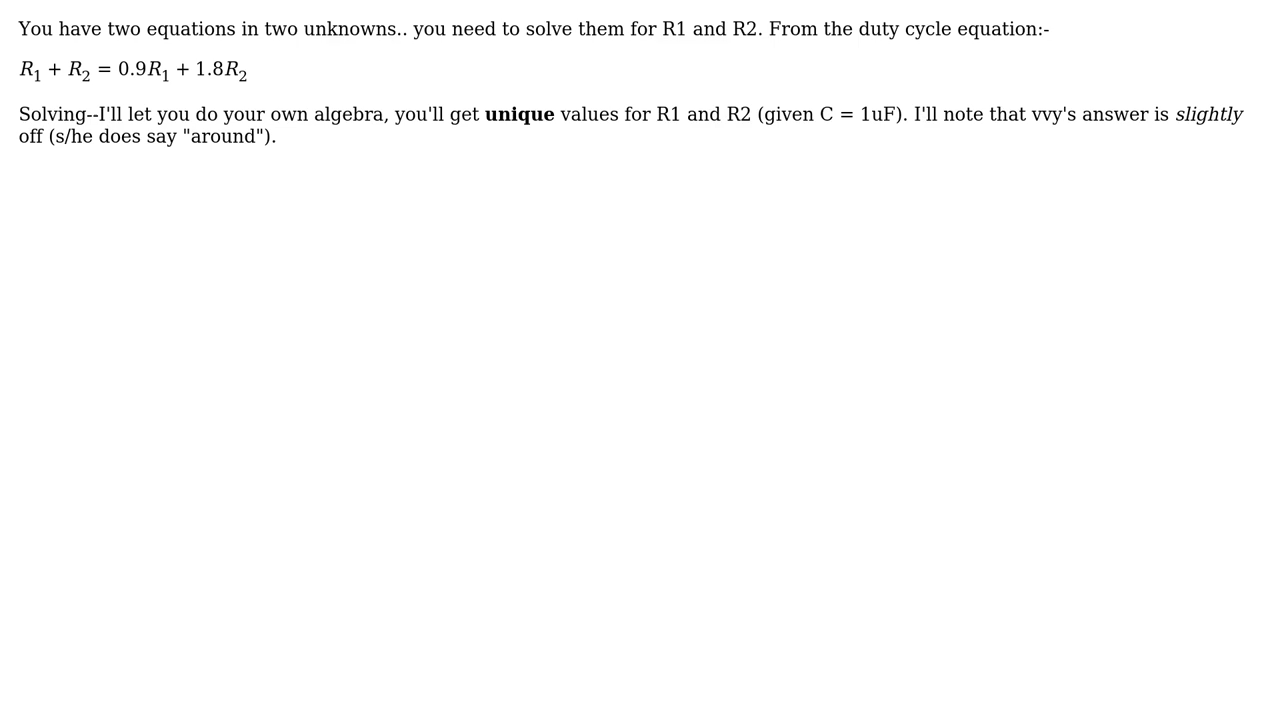 You have two equations in two unknowns.. you need to solve them for R1 and R2. From the duty cycle equation:-
R₁ + R₂ = 0.9R₁ + 1.8R₂
Solving--I'll let you do your own algebra, you'll get unique values for R1 and R2 (given C = 1uF). I'll note that vvy's answer is slightly
off (s/he does say "around").